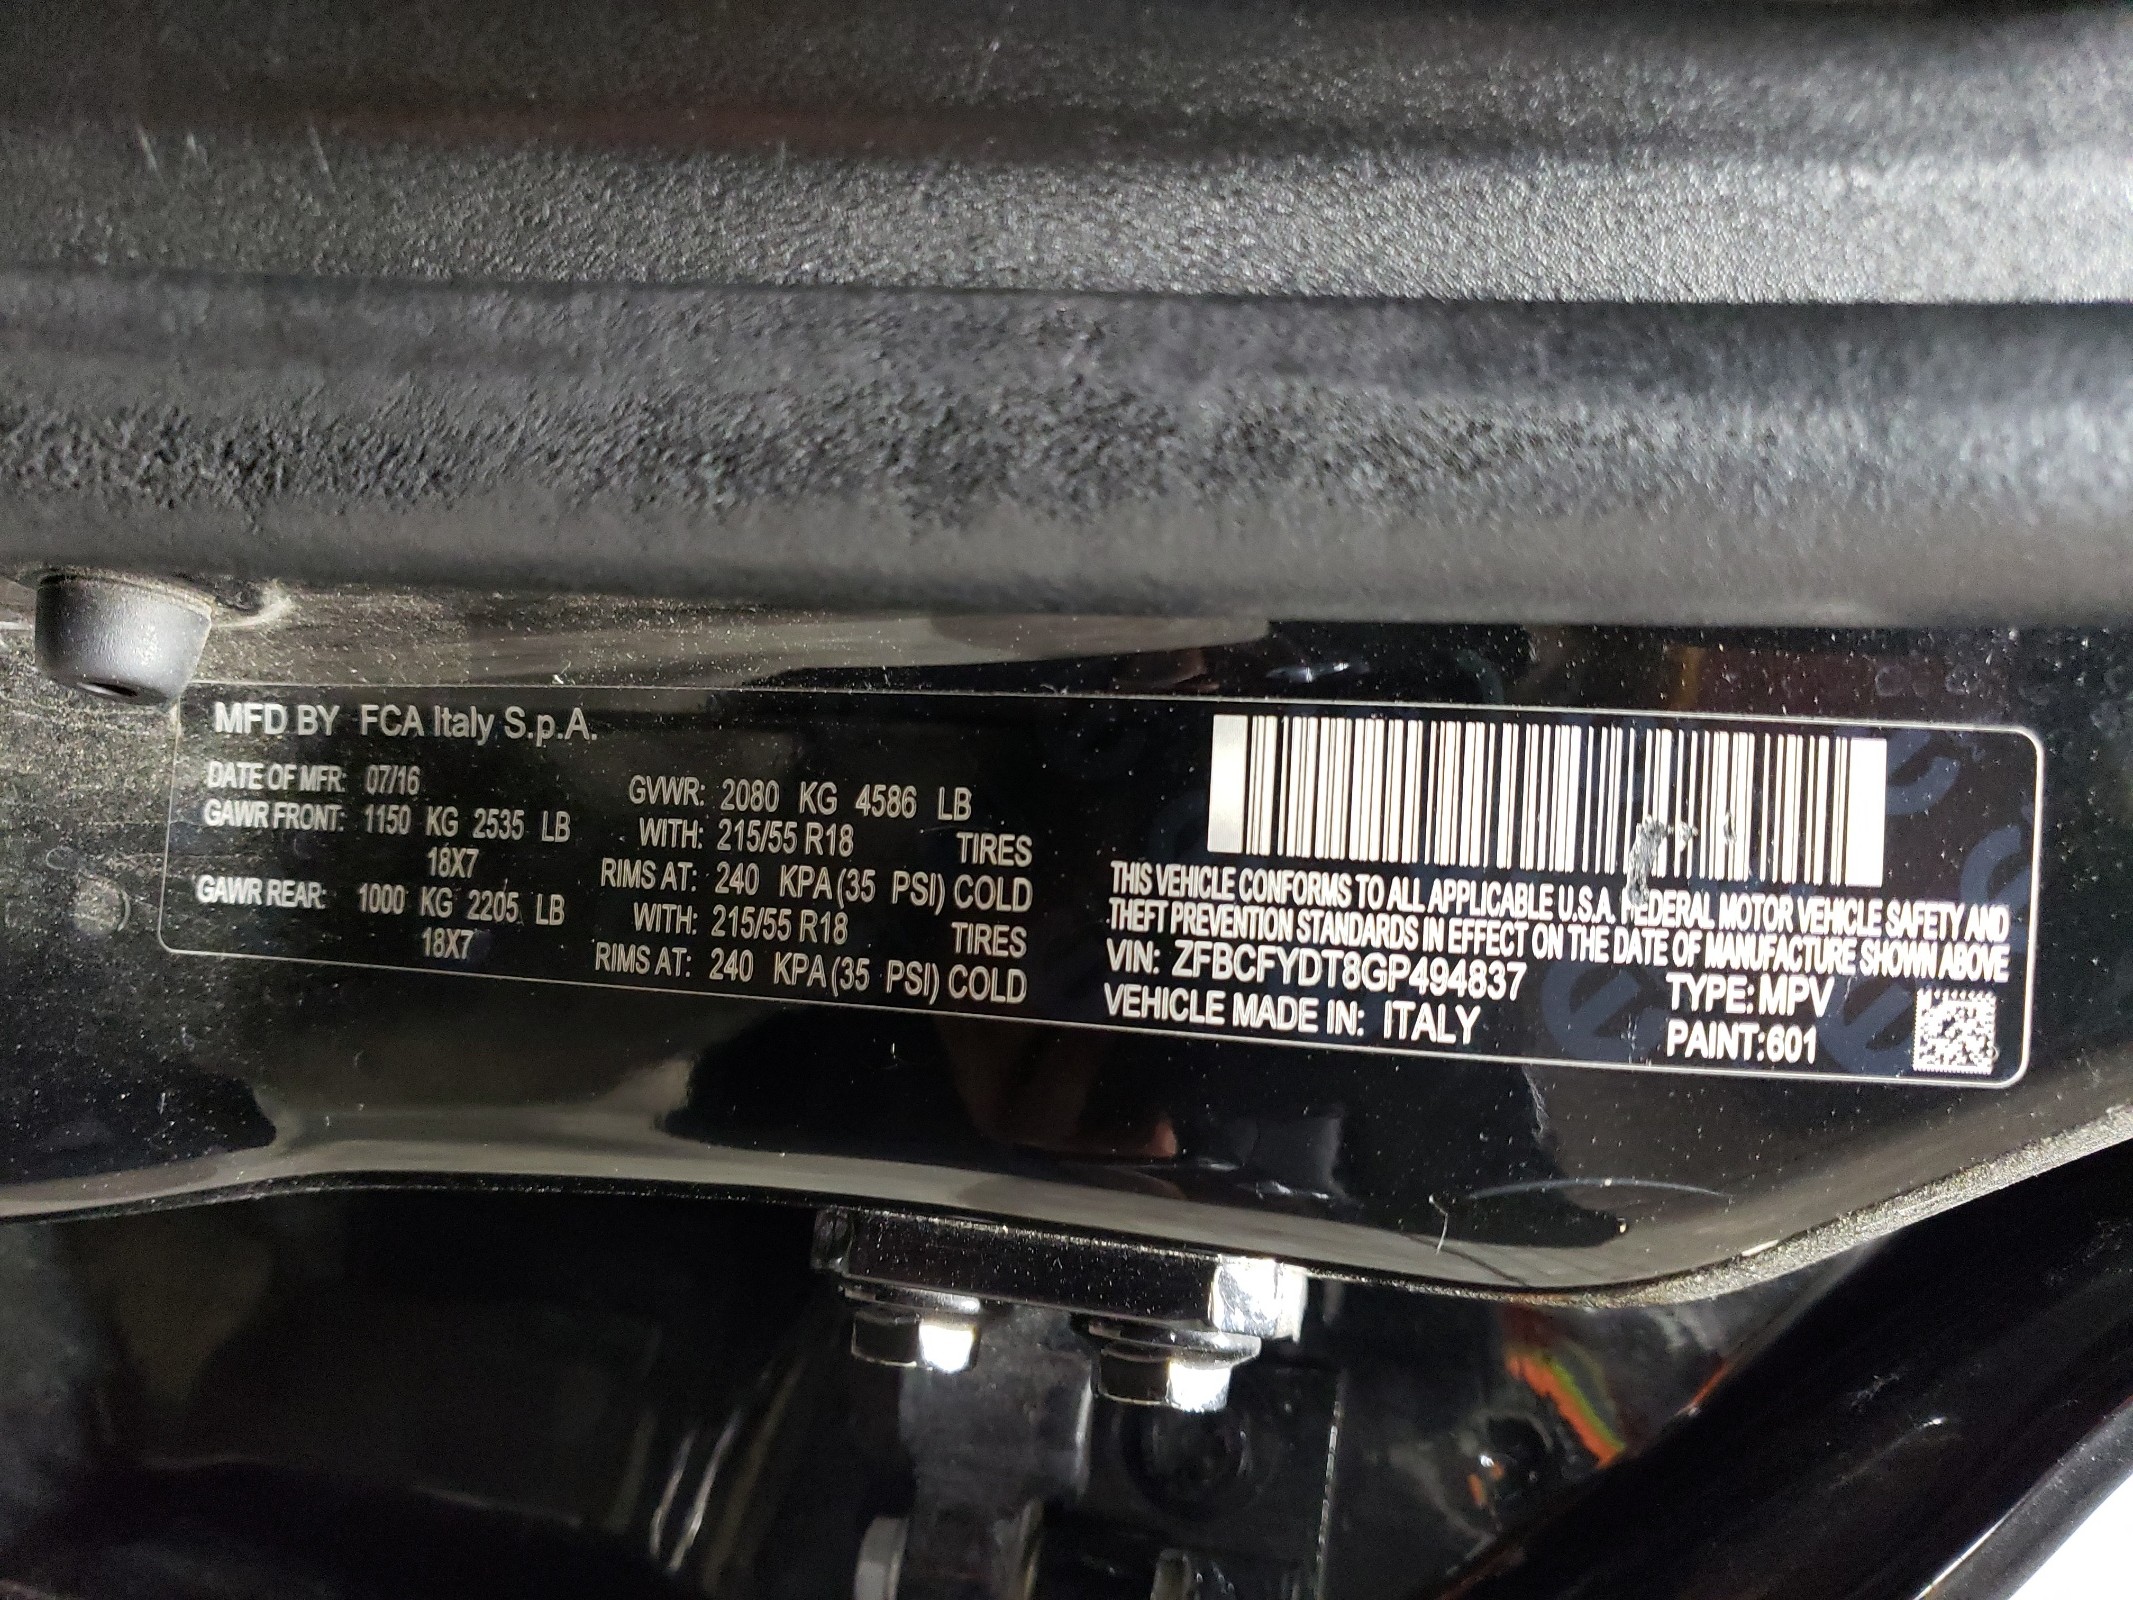 MFD BY FCA Italy S.p.A.
DATE OF MFR: 07/16
GAWR FRONT: 1150 KG 2535 LB
18X7
GAWR REAR: 1000 KG 2205 LB
18X7
GVWR: 2080 KG 4586 LB
WITH: 215/55 R18 TIRES
RIMS AT: 240 KPA (35 PSI) COLD
WITH: 215/55 R18 TIRES
RIMS AT: 240 KPA (35 PSI) COLD
THIS VEHICLE CONFORMS TO ALL APPLICABLE U.S.A. FEDERAL MOTOR VEHICLE SAFETY AND
THEFT PREVENTION STANDARDS IN EFFECT ON THE DATE OF MANUFACTURE SHOWN ABOVE
VIN: ZFBCFYDT8GP494837 TYPE: MPV
VEHICLE MADE IN: ITALY PAINT:601